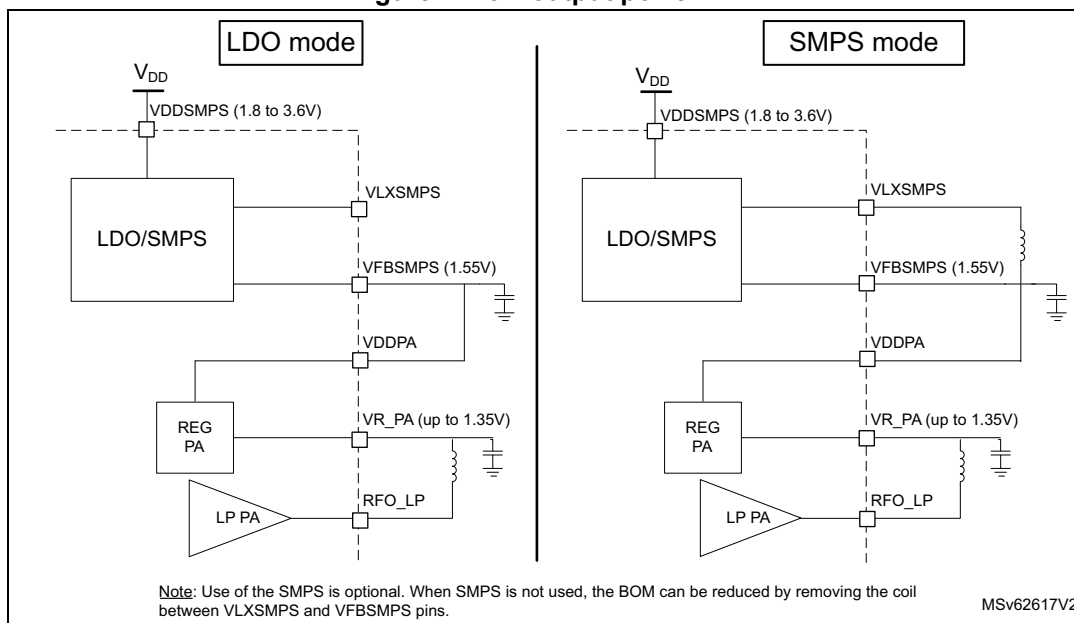 LDO mode
V_DD
VDDSMPS (1.8 to 3.6V)
LDO/SMPS
VLXSMPS
VFBSMPS (1.55V)
VDDPA
REG
PA
VR_PA (up to 1.35V)
LP PA
RFO_LP
SMPS mode
V_DD
VDDSMPS (1.8 to 3.6V)
LDO/SMPS
VLXSMPS
VFBSMPS (1.55V)
VDDPA
REG
PA
VR_PA (up to 1.35V)
LP PA
RFO_LP
Note: Use of the SMPS is optional. When SMPS is not used, the BOM can be reduced by removing the coil
between VLXSMPS and VFBSMPS pins.
MSv62617V2